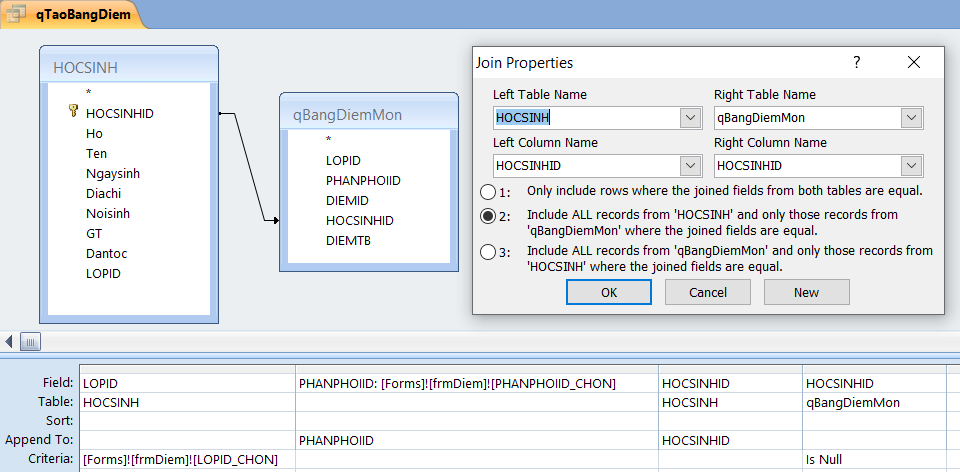 qTaoBangDiem
HOCSINH
*
HOCSINHID
Ho
Ten
Ngaysinh
Diachi
Noisinh
GT
Dantoc
LOPID
qBangDiemMon
*
LOPID
PHANPHOIID
DIEMID
HOCSINHID
DIEMTB
Join Properties
Left Table Name
Right Table Name
HOCSINH
qBangDiemMon
Left Column Name
Right Column Name
HOCSINHID
HOCSINHID
1: Only include rows where the joined fields from both tables are equal.
2: Include ALL records from 'HOCSINH' and only those records from
'qBangDiemMon' where the joined fields are equal.
3: Include ALL records from 'qBangDiemMon' and only those records from
'HOCSINH' where the joined fields are equal.
OK Cancel New
Field: LOPID PHANPHOIID: [Forms]![frmDiem]![PHANPHOIID_CHON] HOCSINHID HOCSINHID
Table: HOCSINH HOCSINH qBangDiemMon
Sort:
Append To: PHANPHOIID HOCSINHID
Criteria: [Forms]![frmDiem]![LOPID_CHON] Is Null